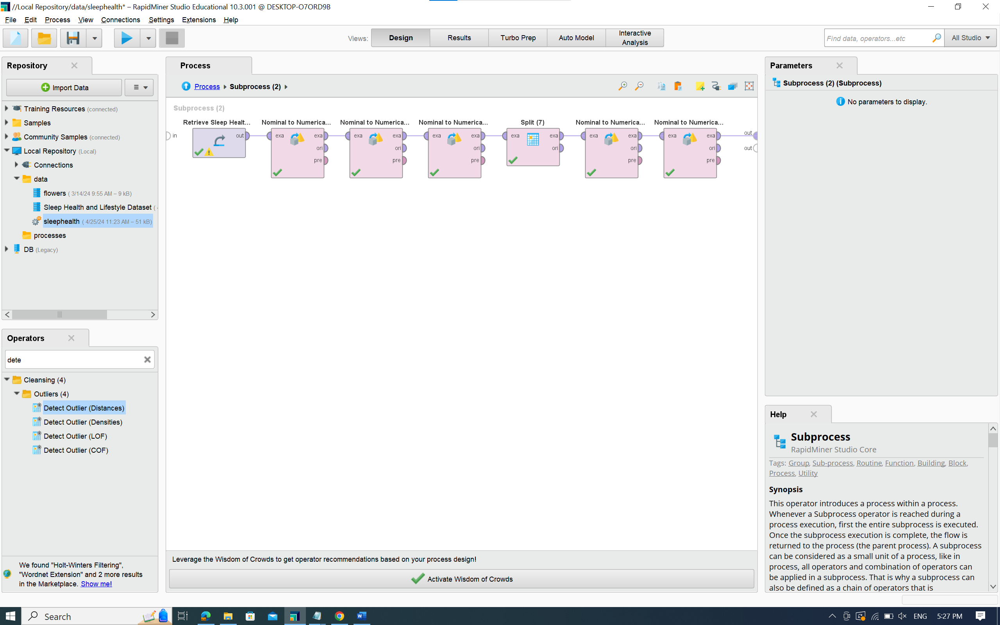 //Local Repository/data/sleephealth* – RapidMiner Studio Educational 10.3.001 @ DESKTOP-O7ORD9B
File Edit Process View Connections Settings Extensions Help
Views: Design Results Turbo Prep Auto Model Interactive Analysis
Find data, operators...etc All Studio
Repository
Import Data
Training Resources (connected)
Samples
Community Samples (connected)
Local Repository (Local)
Connections
data
flowers ( 3/14/24 9:55 AM – 9 kB)
Sleep Health and Lifestyle Dataset (
sleephealth ( 4/25/24 11:23 AM – 51 kB)
processes
DB (Legacy)
Operators
dete
Cleansing (4)
Outliers (4)
Detect Outlier (Distances)
Detect Outlier (Densities)
Detect Outlier (LOF)
Detect Outlier (COF)
We found "Holt-Winters Filtering",
"Wordnet Extension" and 2 more results
in the Marketplace. Show me!
Process
Process Subprocess (2)
Subprocess (2)
Retrieve Sleep Healt... Nominal to Numerica... Nominal to Numerica... Nominal to Numerica... Split (7) Nominal to Numerica... Nominal to Numerica...
in out exa exa exa exa exa exa exa exa exa exa exa exa out
ori ori ori ori ori ori out
pre pre pre pre pre
Leverage the Wisdom of Crowds to get operator recommendations based on your process design!
Activate Wisdom of Crowds
Parameters
Subprocess (2) (Subprocess)
No parameters to display.
Help
Subprocess
RapidMiner Studio Core
Tags: Group, Sub-process, Routine, Function, Building, Block,
Process, Utility
Synopsis
This operator introduces a process within a process.
Whenever a Subprocess operator is reached during a
process execution, first the entire subprocess is executed.
Once the subprocess execution is complete, the flow is
returned to the process (the parent process). A subprocess
can be considered as a small unit of a process, like in
process, all operators and combination of operators can
be applied in a subprocess. That is why a subprocess can
also be defined as a chain of operators that is
Search
ENG 5:27 PM